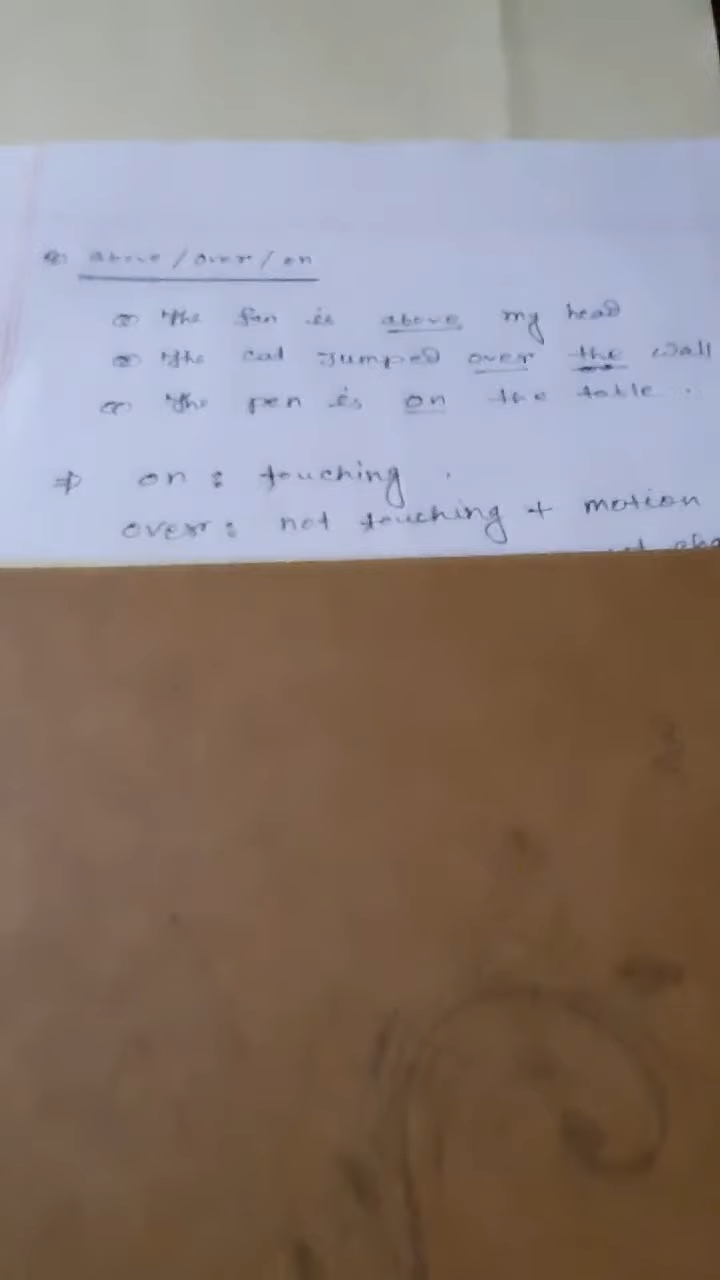 above / over / on
The fan is above my head
The cat jumped over the wall
The pen is on the table.
⇒ on : touching.
over : not touching + motion